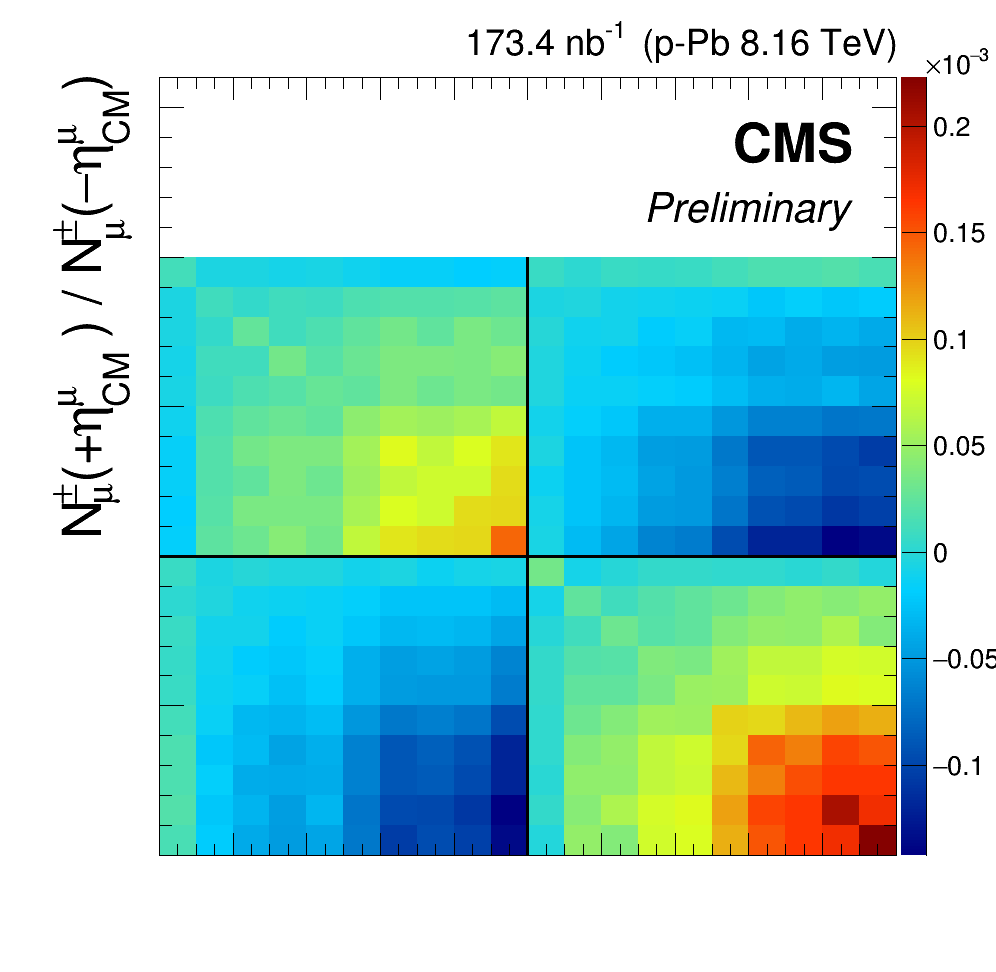 173.4 nb⁻¹ (p-Pb 8.16 TeV)
×10⁻³
CMS
Preliminary
N^±_μ(+η^μ_CM) / N^±_μ(−η^μ_CM)
0.2
0.15
0.1
0.05
0
−0.05
−0.1